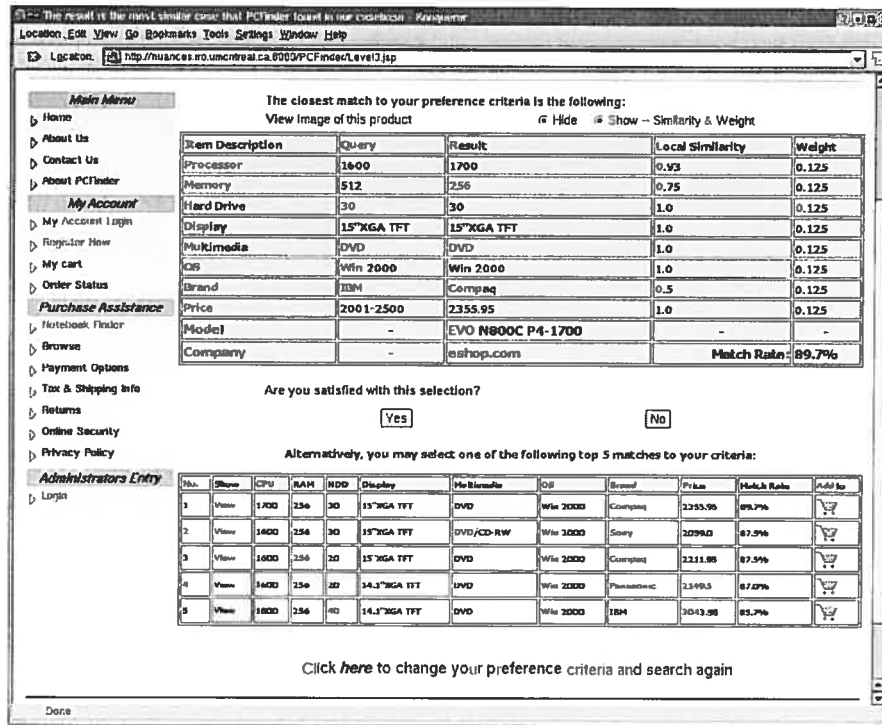 The result is the most similar case that PCFinder found in our casebase - Konqueror
Location Edit View Go Bookmarks Tools Settings Window Help
Location: http://nuances.iro.umontreal.ca.8080/PCFinder/Level3.jsp
Main Menu
Home
About Us
Contact Us
About PCFinder
My Account
My Account Login
Register Now
My cart
Order Status
Purchase Assistance
Notebook Finder
Browse
Payment Options
Tax & Shipping Info
Returns
Online Security
Privacy Policy
Administrators Entry
Login
The closest match to your preference criteria is the following:
View Image of this product Hide Show -- Similarity & Weight
Item Description Query Result Local Similarity Weight
Processor 1600 1700 0.93 0.125
Memory 512 256 0.75 0.125
Hard Drive 30 30 1.0 0.125
Display 15"XGA TFT 15"XGA TFT 1.0 0.125
Multimedia DVD DVD 1.0 0.125
OS Win 2000 Win 2000 1.0 0.125
Brand IBM Compaq 0.5 0.125
Price 2001-2500 2355.95 1.0 0.125
Model - EVO N800C P4-1700 - -
Company - eshop.com Match Rate: 89.7%
Are you satisfied with this selection?
Yes No
Alternatively, you may select one of the following top 5 matches to your criteria:
No. Show CPU RAM HDD Display Multimedia OS Brand Price Match Rate Add to
1 View 1700 256 30 15"XGA TFT DVD Win 2000 Compaq 2355.95 89.7%
2 View 1600 256 30 15"XGA TFT DVD/CD-RW Win 2000 Sony 2099.0 87.9%
3 View 1600 256 20 15"XGA TFT DVD Win 2000 Compaq 2211.95 87.5%
4 View 1600 256 20 14.1"XGA TFT DVD Win 2000 Panasonic 2149.5 87.0%
5 View 1800 256 40 14.1"XGA TFT DVD Win 2000 IBM 3043.95 85.7%
Click here to change your preference criteria and search again
Done